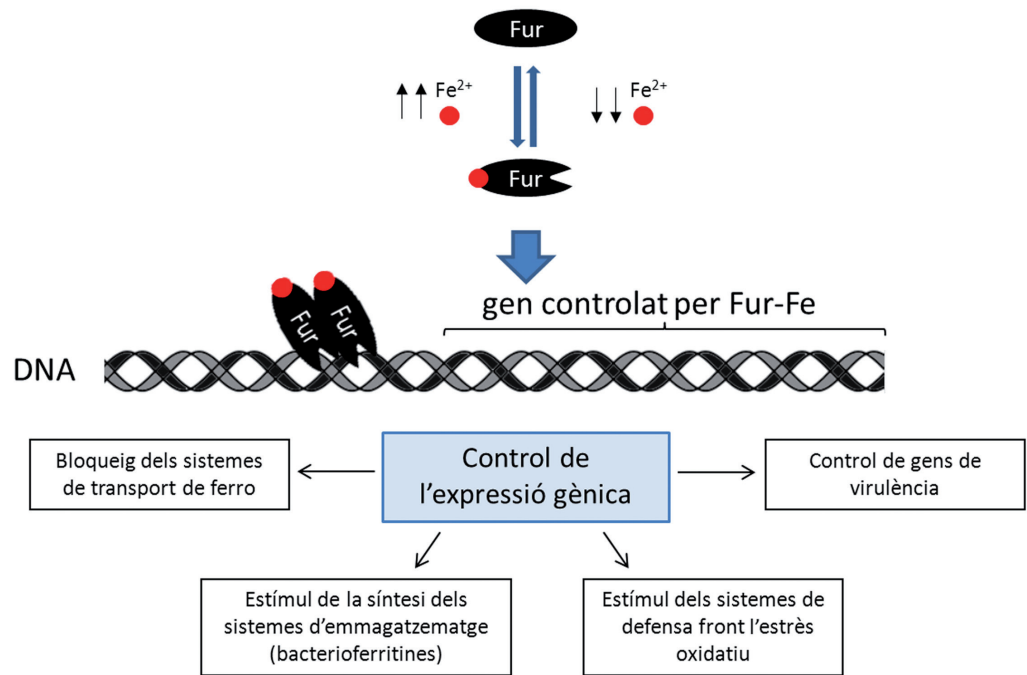 Fur
Fe²⁺
Fe²⁺
Fur
gen controlat per Fur-Fe
Fur
Fur
DNA
Control de
l’expressió gènica
Bloqueig dels sistemes
de transport de ferro
Control de gens de
virulència
Estímul de la síntesi dels
sistemes d’emmagatzematge
(bacterioferritines)
Estímul dels sistemes de
defensa front l’estrès
oxidatiu